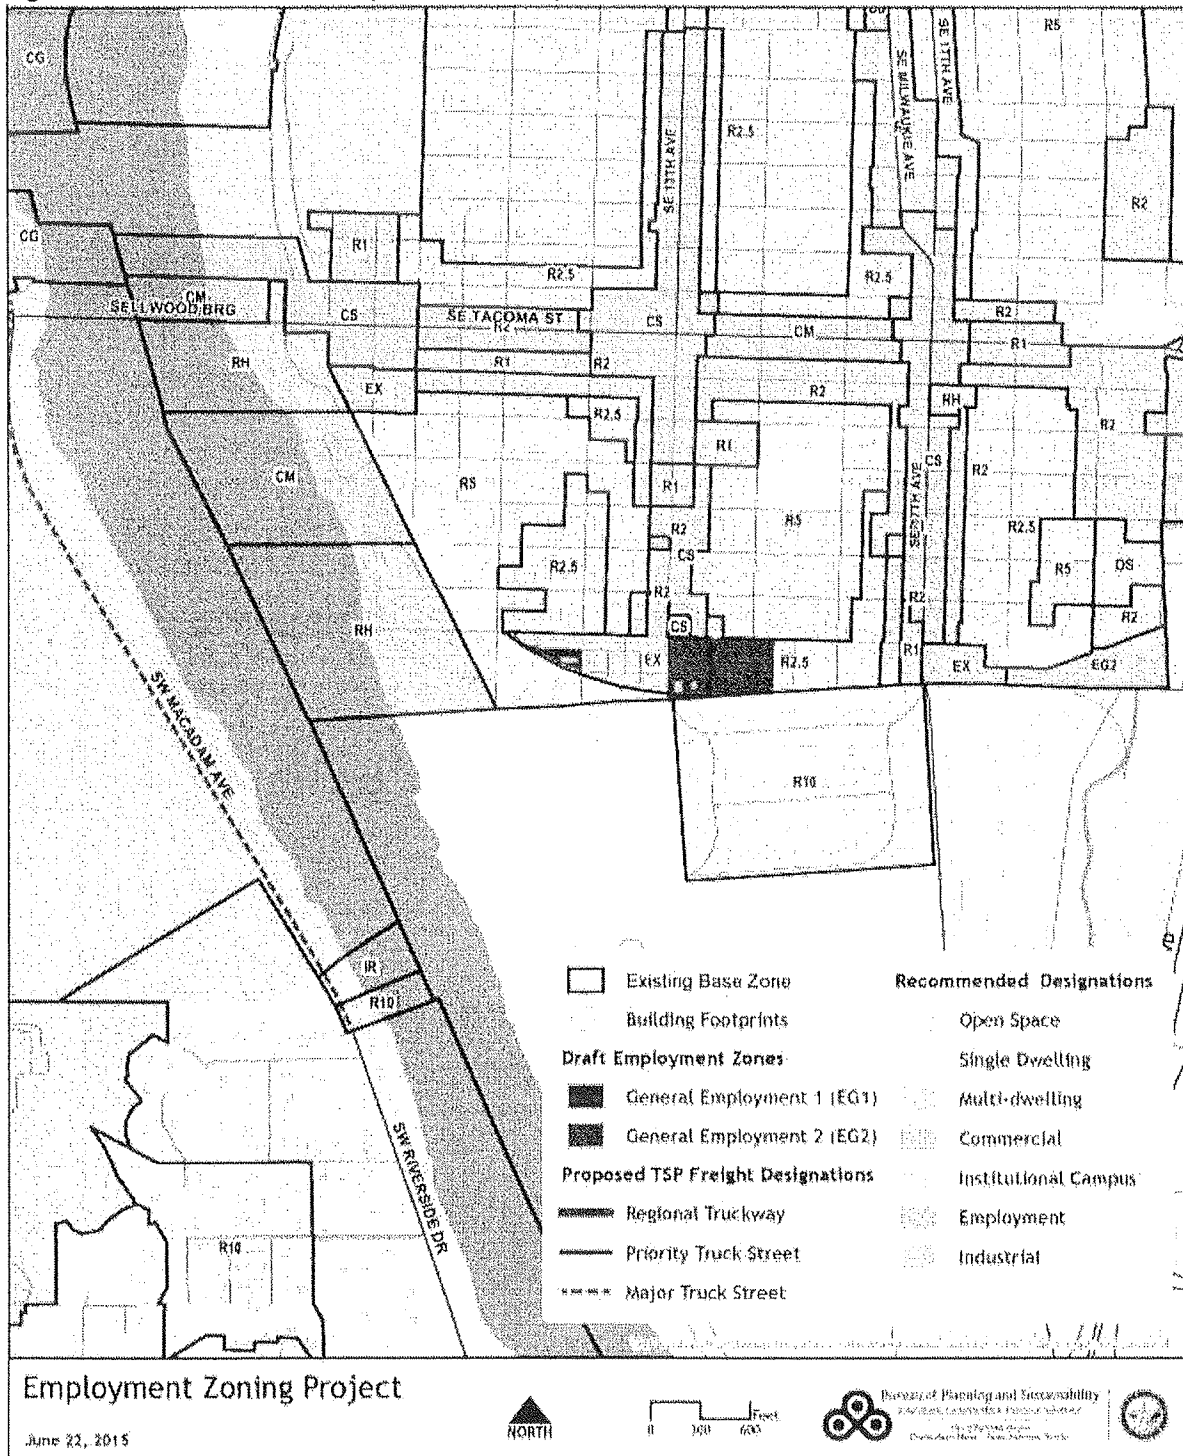 CG
R5
SE 17TH AVE
SE MILWAUKIE AVE
SE 13TH AVE
R2.5
R2
CG
R1
R2.5
R2.5
CM
SELLWOOD BRG
CS
SE TACOMA ST
R2
CS
CM
R2
R1
RH
R1
R2
EX
R2
RH
R2.5
R2
R1
CS
CM
R5
R1
R2
SE 17TH AVE
R5
R2
R2.5
CS
R2.5
R5
OS
R2
R2
R2
RH
CS
R1
EX
R2.5
EX
EG2
SW MACADAM AVE
R10
IR
R10
SW RIVERSIDE DR
R10
Existing Base Zone
Building Footprints
Draft Employment Zones
General Employment 1 (EG1)
General Employment 2 (EG2)
Proposed TSP Freight Designations
Regional Truckway
Priority Truck Street
Major Truck Street
Recommended Designations
Open Space
Single Dwelling
Multi-dwelling
Commercial
Institutional Campus
Employment
Industrial
Employment Zoning Project
June 22, 2015
NORTH
Feet
0 300 600
Bureau of Planning and Sustainability